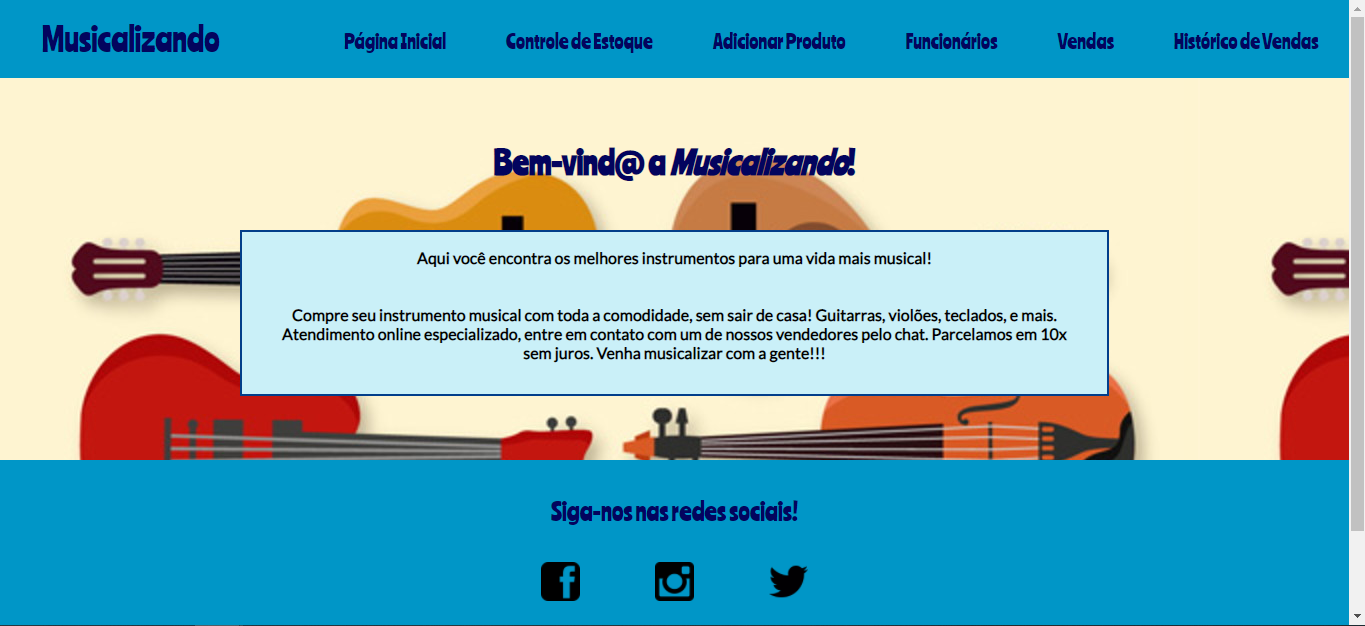 Musicalizando
Página Inicial
Controle de Estoque
Adicionar Produto
Funcionários
Vendas
Histórico de Vendas
Bem-vind@ a Musicalizando!
Aqui você encontra os melhores instrumentos para uma vida mais musical!
Compre seu instrumento musical com toda a comodidade, sem sair de casa! Guitarras, violões, teclados, e mais.
Atendimento online especializado, entre em contato com um de nossos vendedores pelo chat. Parcelamos em 10x
sem juros. Venha musicalizar com a gente!!!
Siga-nos nas redes sociais!